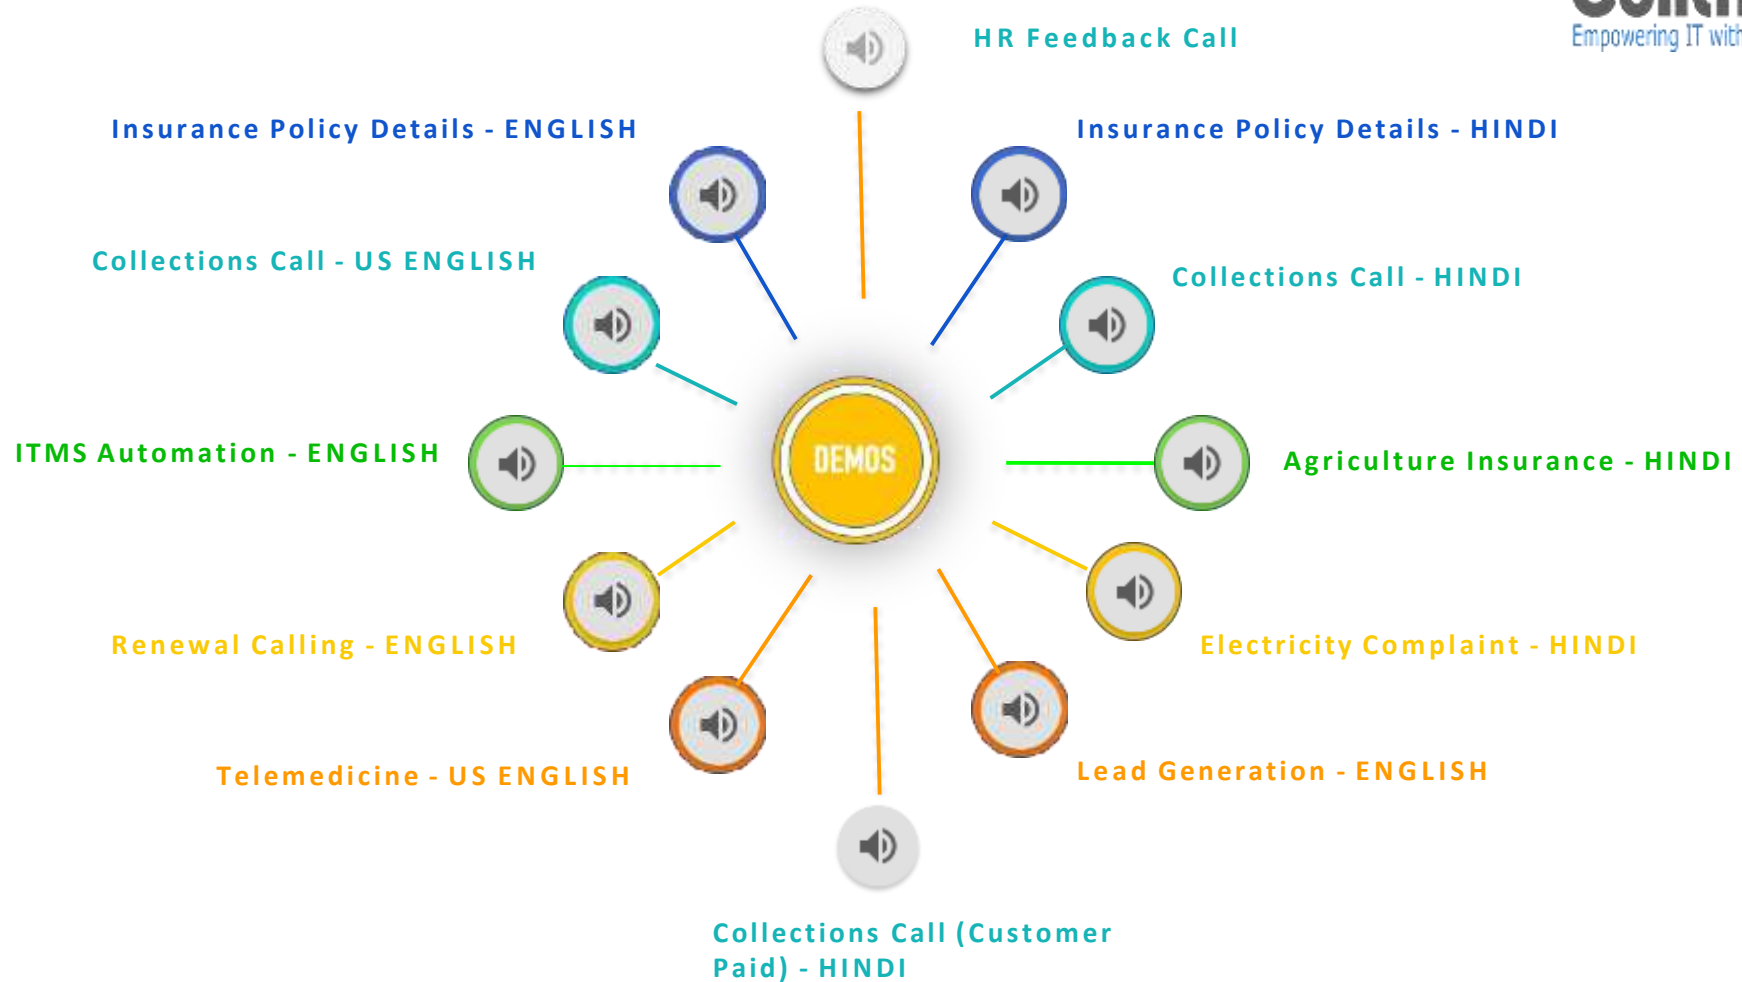 HR Feedback Call
Empowering IT with
Insurance Policy Details - ENGLISH
Insurance Policy Details - HINDI
Collections Call - US ENGLISH
Collections Call - HINDI
ITMS Automation - ENGLISH
DEMOS
Agriculture Insurance - HINDI
Renewal Calling - ENGLISH
Electricity Complaint - HINDI
Telemedicine - US ENGLISH
Lead Generation - ENGLISH
Collections Call (Customer
Paid) - HINDI